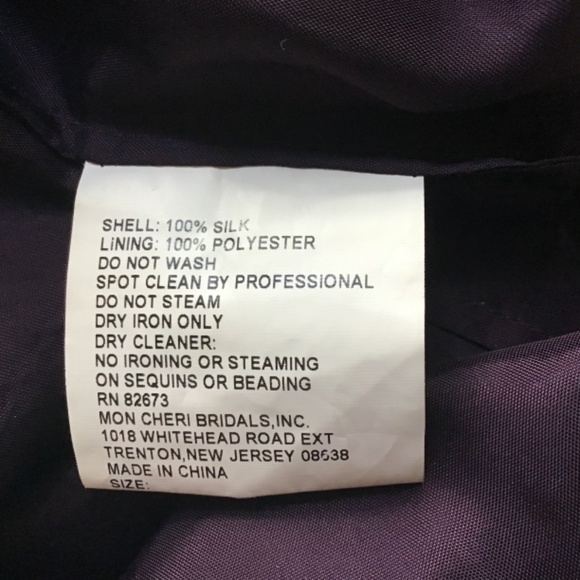 SHELL: 100% SILK
LINING: 100% POLYESTER
DO NOT WASH
SPOT CLEAN BY PROFESSIONAL
DO NOT STEAM
DRY IRON ONLY
DRY CLEANER:
NO IRONING OR STEAMING
ON SEQUINS OR BEADING
RN 82673
MON CHERI BRIDALS,INC.
1018 WHITEHEAD ROAD EXT
TRENTON,NEW JERSEY 08638
MADE IN CHINA
SIZE: